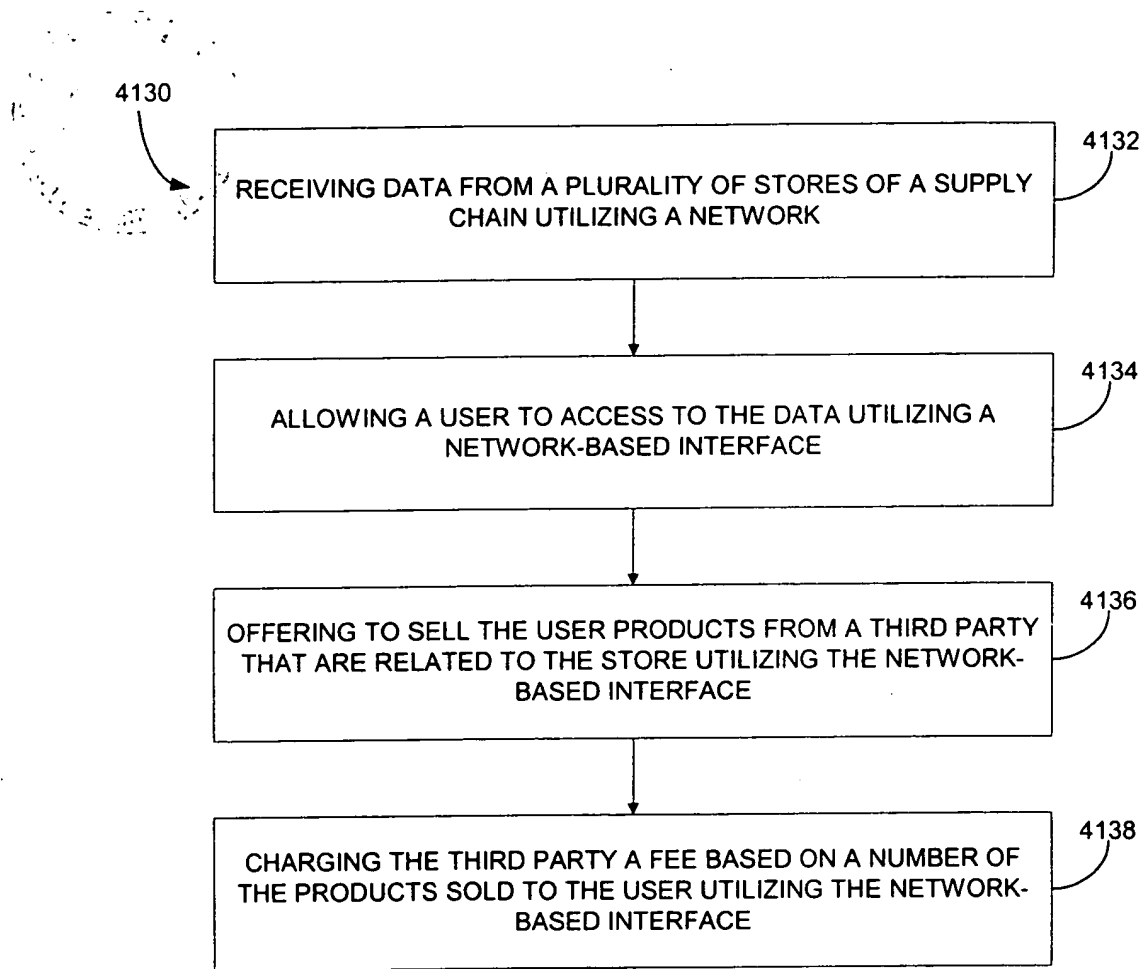 4130
4132
RECEIVING DATA FROM A PLURALITY OF STORES OF A SUPPLY
CHAIN UTILIZING A NETWORK
4134
ALLOWING A USER TO ACCESS TO THE DATA UTILIZING A
NETWORK-BASED INTERFACE
4136
OFFERING TO SELL THE USER PRODUCTS FROM A THIRD PARTY
THAT ARE RELATED TO THE STORE UTILIZING THE NETWORK-
BASED INTERFACE
4138
CHARGING THE THIRD PARTY A FEE BASED ON A NUMBER OF
THE PRODUCTS SOLD TO THE USER UTILIZING THE NETWORK-
BASED INTERFACE